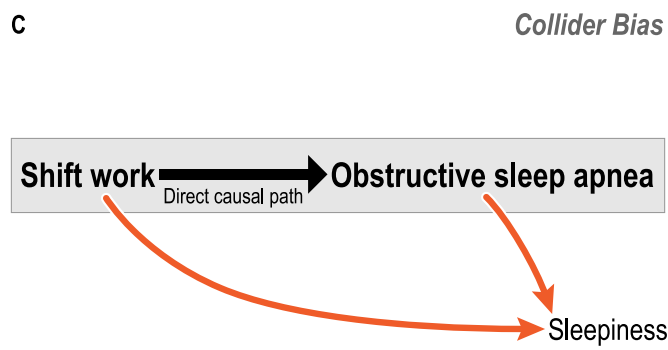 C
Collider Bias
Shift work
Direct causal path
Obstructive sleep apnea
Sleepiness